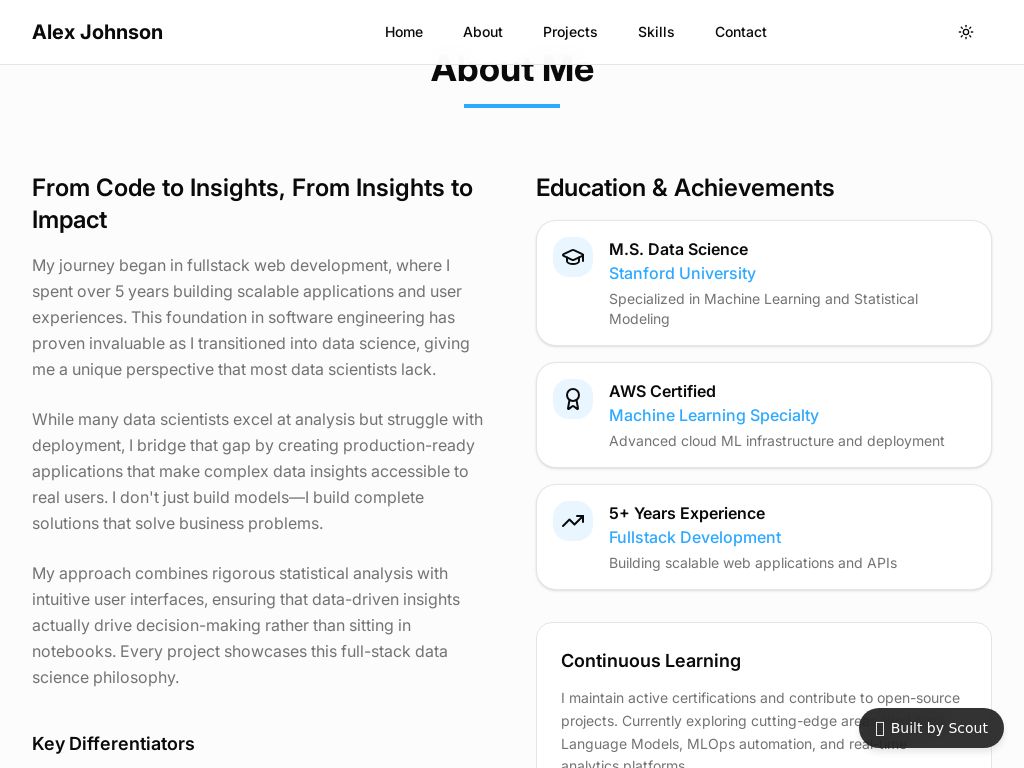 Alex Johnson
Home
About
Projects
Skills
Contact
About Me
From Code to Insights, From Insights to
Impact
My journey began in fullstack web development, where I
spent over 5 years building scalable applications and user
experiences. This foundation in software engineering has
proven invaluable as I transitioned into data science, giving
me a unique perspective that most data scientists lack.
While many data scientists excel at analysis but struggle with
deployment, I bridge that gap by creating production-ready
applications that make complex data insights accessible to
real users. I don't just build models—I build complete
solutions that solve business problems.
My approach combines rigorous statistical analysis with
intuitive user interfaces, ensuring that data-driven insights
actually drive decision-making rather than sitting in
notebooks. Every project showcases this full-stack data
science philosophy.
Key Differentiators
Education & Achievements
M.S. Data Science
Stanford University
Specialized in Machine Learning and Statistical
Modeling
AWS Certified
Machine Learning Specialty
Advanced cloud ML infrastructure and deployment
5+ Years Experience
Fullstack Development
Building scalable web applications and APIs
Continuous Learning
I maintain active certifications and contribute to open-source
projects. Currently exploring cutting-edge
Language Models, MLOps automation, and real-time
analytics platforms.
Built by Scout